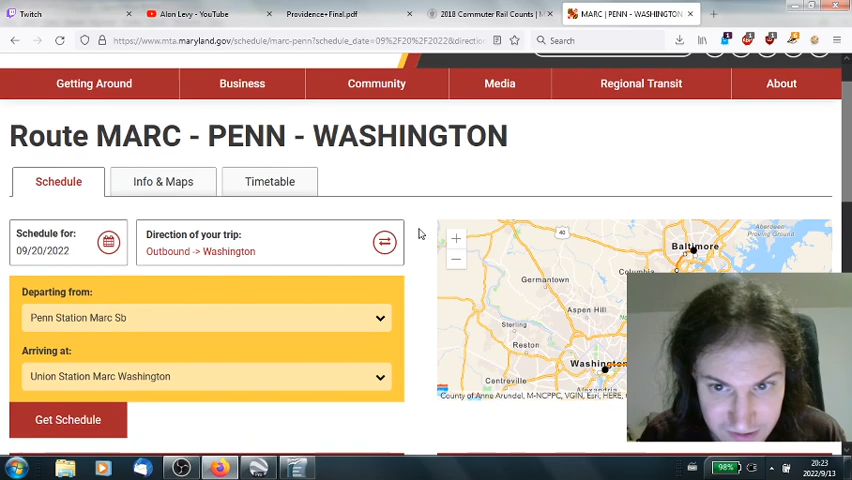 Twitch
Alon Levy - YouTube
Providence+Final.pdf
2018 Commuter Rail Counts | M
MARC | PENN - WASHINGTON
https://www.mta.maryland.gov/schedule/marc-penn?schedule_date=09%2F20%2F2022&direction
Search
Getting Around
Business
Community
Media
Regional Transit
About
Route MARC - PENN - WASHINGTON
Schedule
Info & Maps
Timetable
Schedule for:
09/20/2022
Direction of your trip:
Outbound -> Washington
Departing from:
Penn Station Marc Sb
Arriving at:
Union Station Marc Washington
Get Schedule
+
−
40
Aberdeen
Proving Ground
Baltimore
Columbia
Germantown
Aspen Hill
Sterling
Reston
Washington
Centreville
Alexandria
County of Anne Arundel, M-NCPPC, VGIN, Esri, HERE,
98%
20:23
2022/9/13